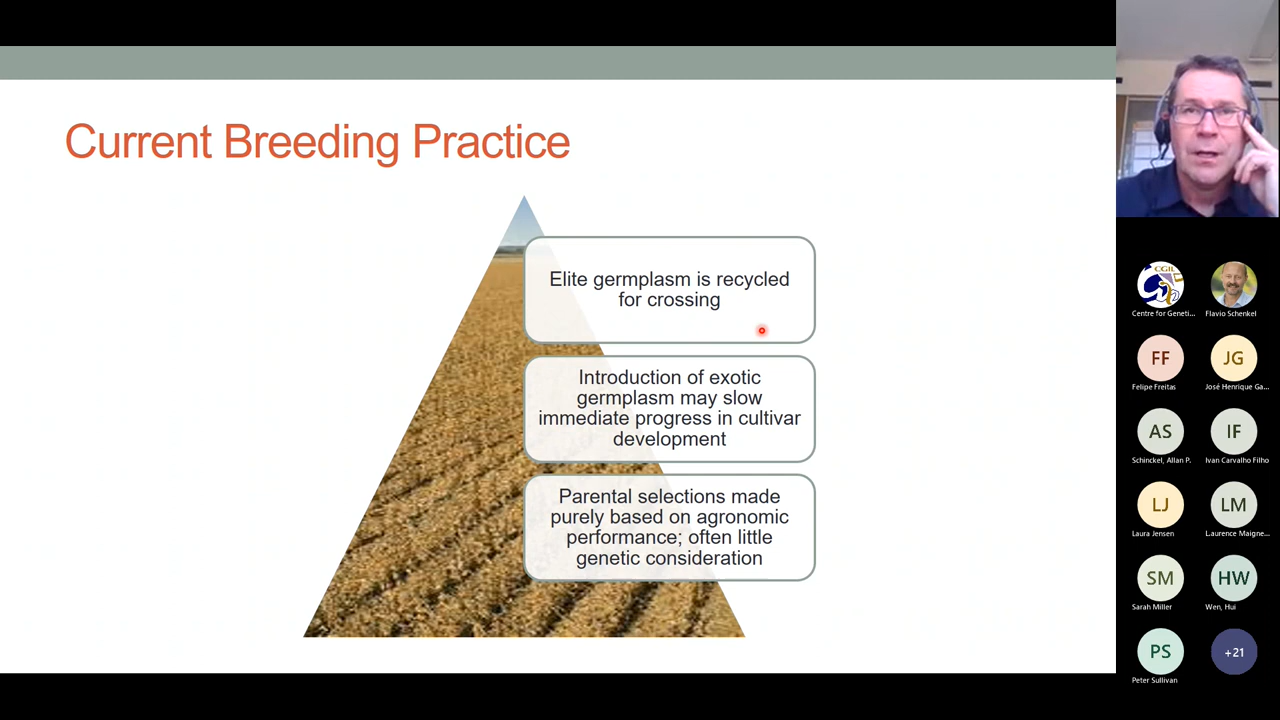 Current Breeding Practice
Elite germplasm is recycled
for crossing
Introduction of exotic
germplasm may slow
immediate progress in cultivar
development
Parental selections made
purely based on agronomic
performance; often little
genetic consideration
CGIL
Centre for Geneti...
Flavio Schenkel
FF
Felipe Freitas
JG
José Henrique Ga...
AS
Schinckel, Allan P.
IF
Ivan Carvalho Filho
LJ
Laura Jensen
LM
Laurence Maigne...
SM
Sarah Miller
HW
Wen, Hui
PS
Peter Sullivan
+21